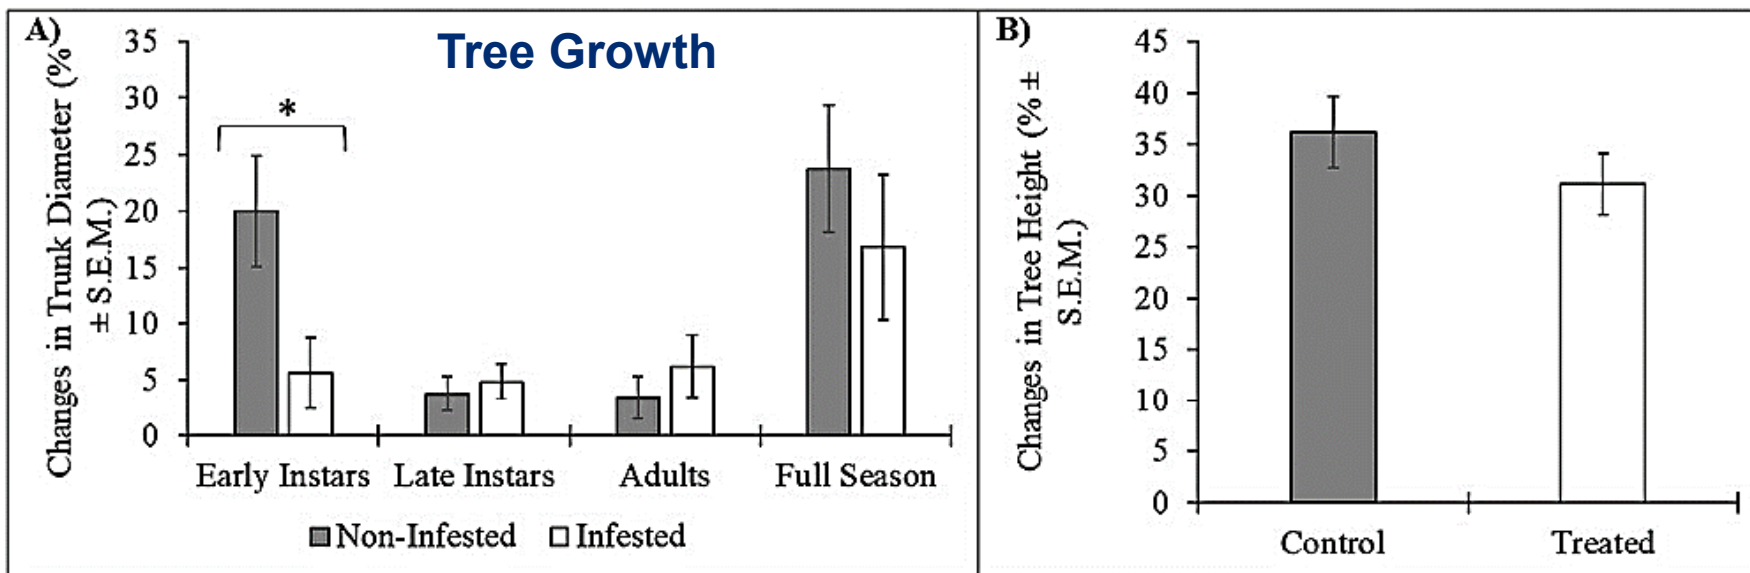 A)
Tree Growth
Changes in Trunk Diameter (%
± S.E.M.)
35
30
25
20
15
10
5
0
*
Early Instars
Late Instars
Adults
Full Season
Non-Infested
Infested
B)
Changes in Tree Height (% ±
S.E.M.)
45
40
35
30
25
20
15
10
5
0
Control
Treated